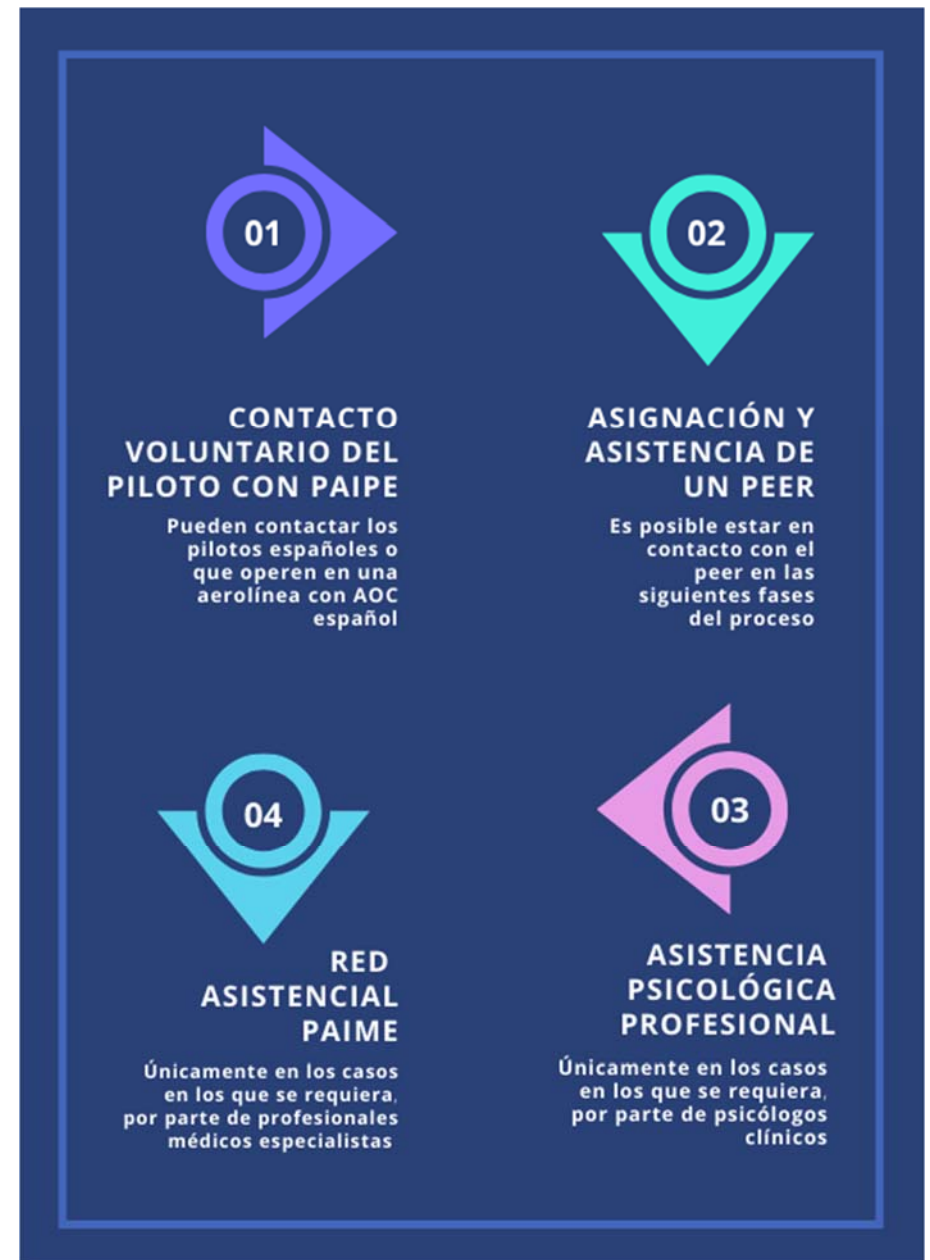 01
CONTACTO
VOLUNTARIO DEL
PILOTO CON PAIPE
Pueden contactar los
pilotos españoles o
que operen en una
aerolínea con AOC
español
02
ASIGNACIÓN Y
ASISTENCIA DE
UN PEER
Es posible estar en
contacto con el
peer en las
siguientes fases
del proceso
03
ASISTENCIA
PSICOLÓGICA
PROFESIONAL
Únicamente en los casos
en los que se requiera,
por parte de psicólogos
clínicos
04
RED
ASISTENCIAL
PAIME
Únicamente en los casos
en los que se requiera,
por parte de profesionales
médicos especialistas